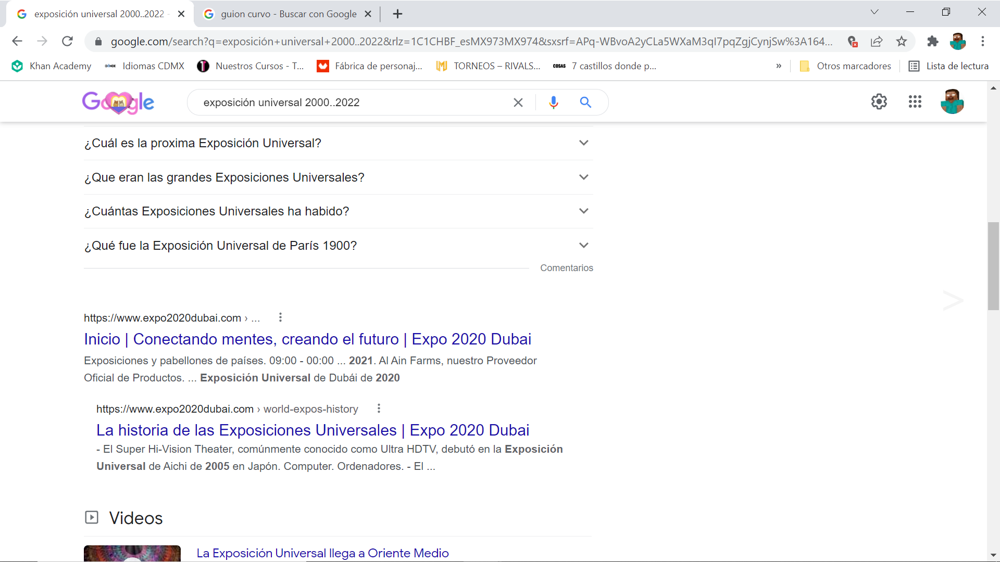 exposición universal 2000..2022 -
guion curvo - Buscar con Google
google.com/search?q=exposición+universal+2000..2022&rlz=1C1CHBF_esMX973MX974&sxsrf=APq-WBvoA2yCLa5WXaM3qI7pqZgjCynjSw%3A164...
Khan Academy
Idiomas CDMX
Nuestros Cursos - T...
Fábrica de personaj...
TORNEOS – RIVALS...
COSAS
7 castillos donde p...
»
Otros marcadores
Lista de lectura
Google
exposición universal 2000..2022
¿Cuál es la proxima Exposición Universal?
¿Que eran las grandes Exposiciones Universales?
¿Cuántas Exposiciones Universales ha habido?
¿Qué fue la Exposición Universal de París 1900?
Comentarios
https://www.expo2020dubai.com › ...
Inicio | Conectando mentes, creando el futuro | Expo 2020 Dubai
Exposiciones y pabellones de países. 09:00 - 00:00 ... 2021. Al Ain Farms, nuestro Proveedor
Oficial de Productos. ... Exposición Universal de Dubái de 2020
https://www.expo2020dubai.com › world-expos-history
La historia de las Exposiciones Universales | Expo 2020 Dubai
- El Super Hi-Vision Theater, comúnmente conocido como Ultra HDTV, debutó en la Exposición
Universal de Aichi de 2005 en Japón. Computer. Ordenadores. - El ...
Videos
La Exposición Universal llega a Oriente Medio